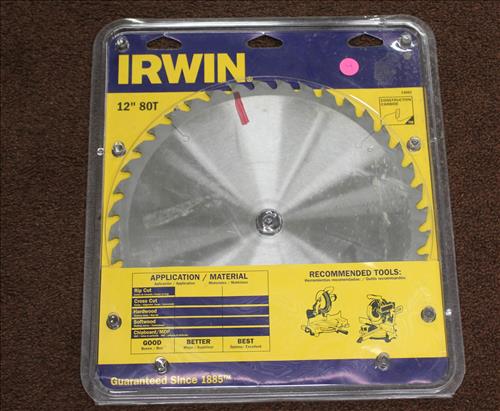 IRWIN®
12" 80T
CONSTRUCTION
CARBIDE
APPLICATION / MATERIAL
RECOMMENDED TOOLS:
Rip Cut
Cross Cut
Hardwood
Softwood
Chipboard/MDF
GOOD BETTER BEST
Guaranteed Since 1885™